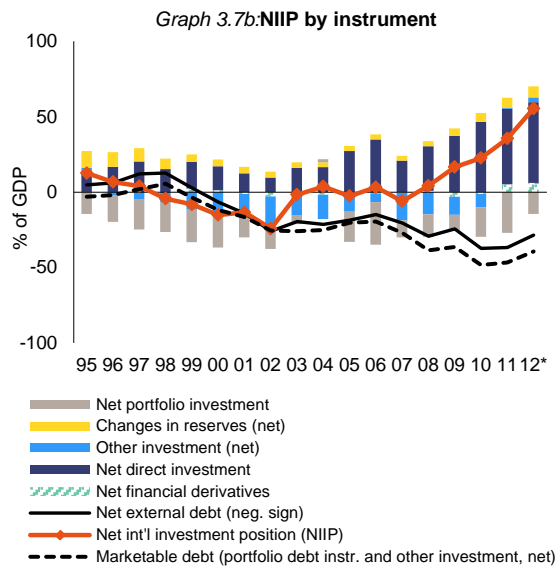 Graph 3.7b:NIIP by instrument
100
50
0
-50
-100
% of GDP
95 96 97 98 99 00 01 02 03 04 05 06 07 08 09 10 11 12*
Net portfolio investment
Changes in reserves (net)
Other investment (net)
Net direct investment
Net financial derivatives
Net external debt (neg. sign)
Net int'l investment position (NIIP)
Marketable debt (portfolio debt instr. and other investment, net)